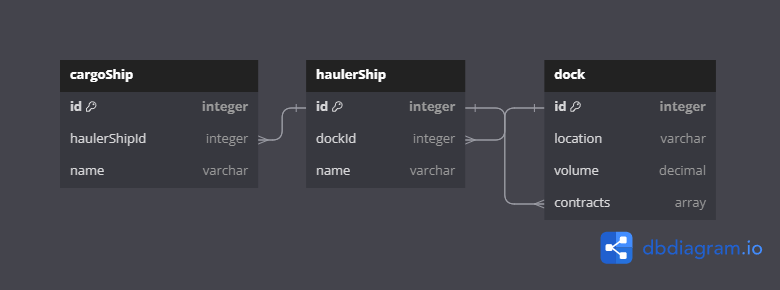 cargoShip
id integer
haulerShipId integer
name varchar
haulerShip
id integer
dockId integer
name varchar
dock
id integer
location varchar
volume decimal
contracts array
dbdiagram.io